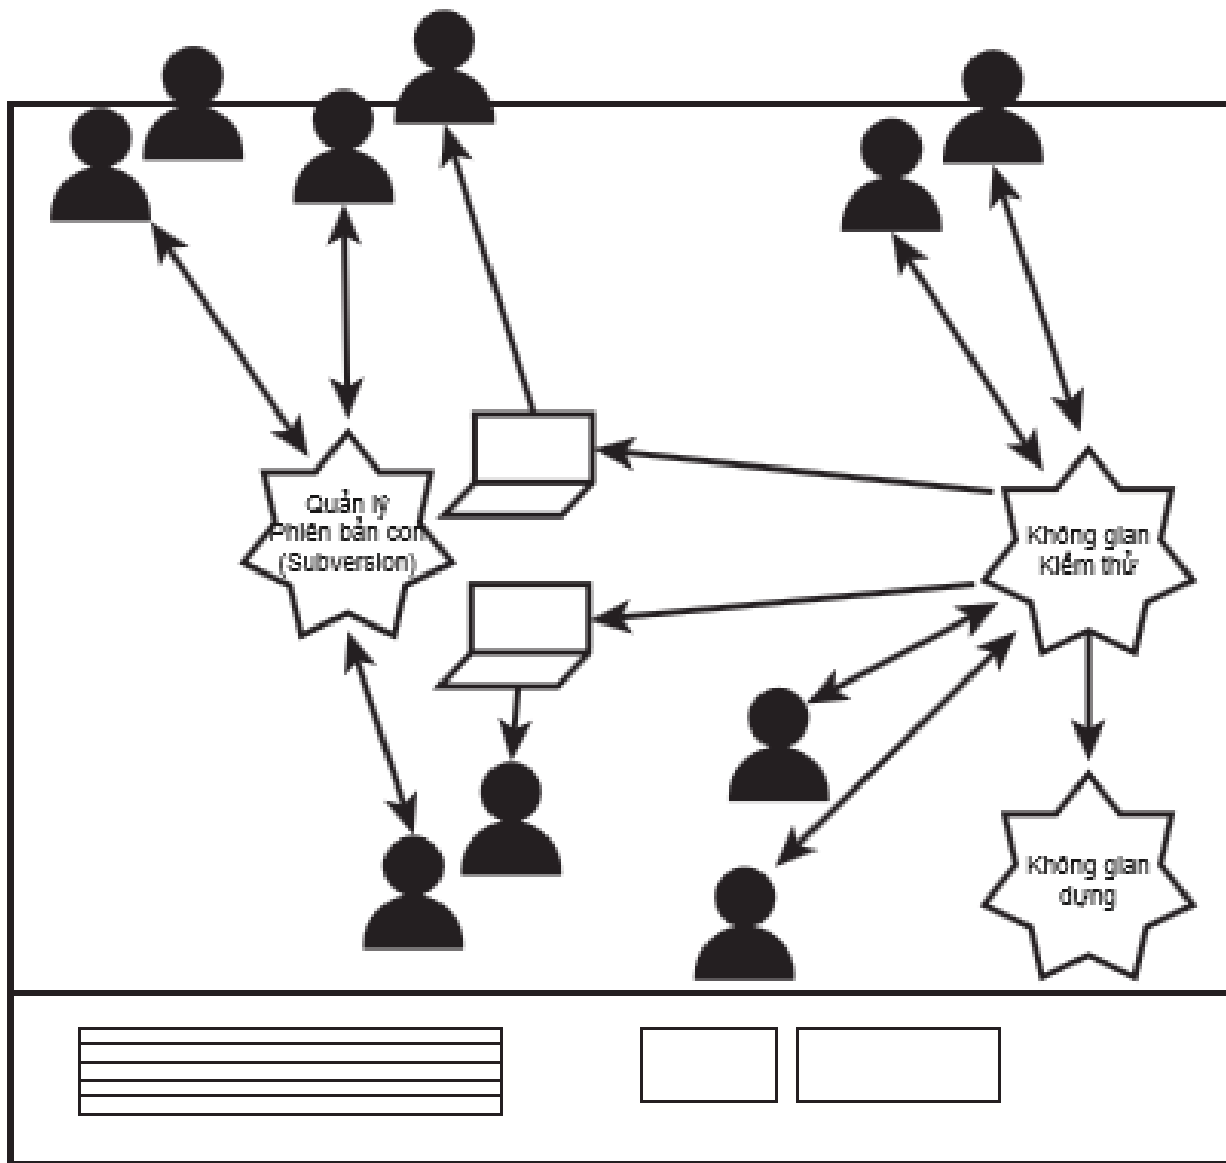 Quản lý
Phiên bản con
(Subversion)
Không gian
Kiểm thử
Không gian
dựng